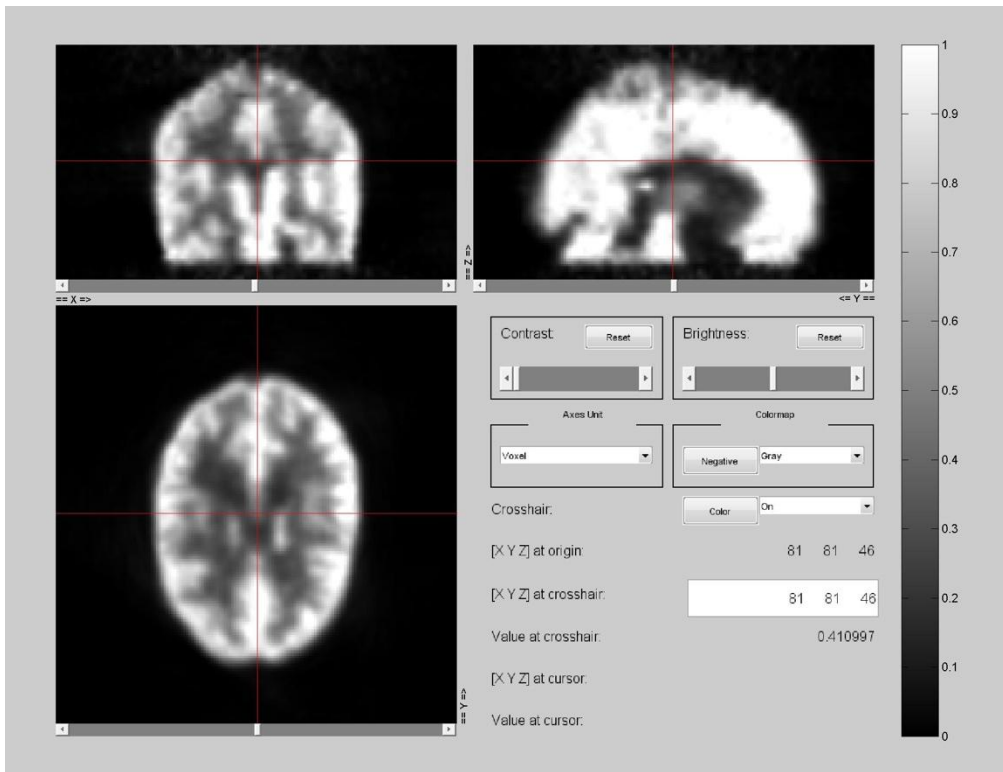 == X =>
== Z =>
<= Y ==
== Y =>
Contrast:
Reset
Brightness:
Reset
Axes Unit
Voxel
Colormap
Negative
Gray
Crosshair:
Color
On
[X Y Z] at origin:
81 81 46
[X Y Z] at crosshair:
81 81 46
Value at crosshair:
0.410997
[X Y Z] at cursor:
Value at cursor:
1
0.9
0.8
0.7
0.6
0.5
0.4
0.3
0.2
0.1
0